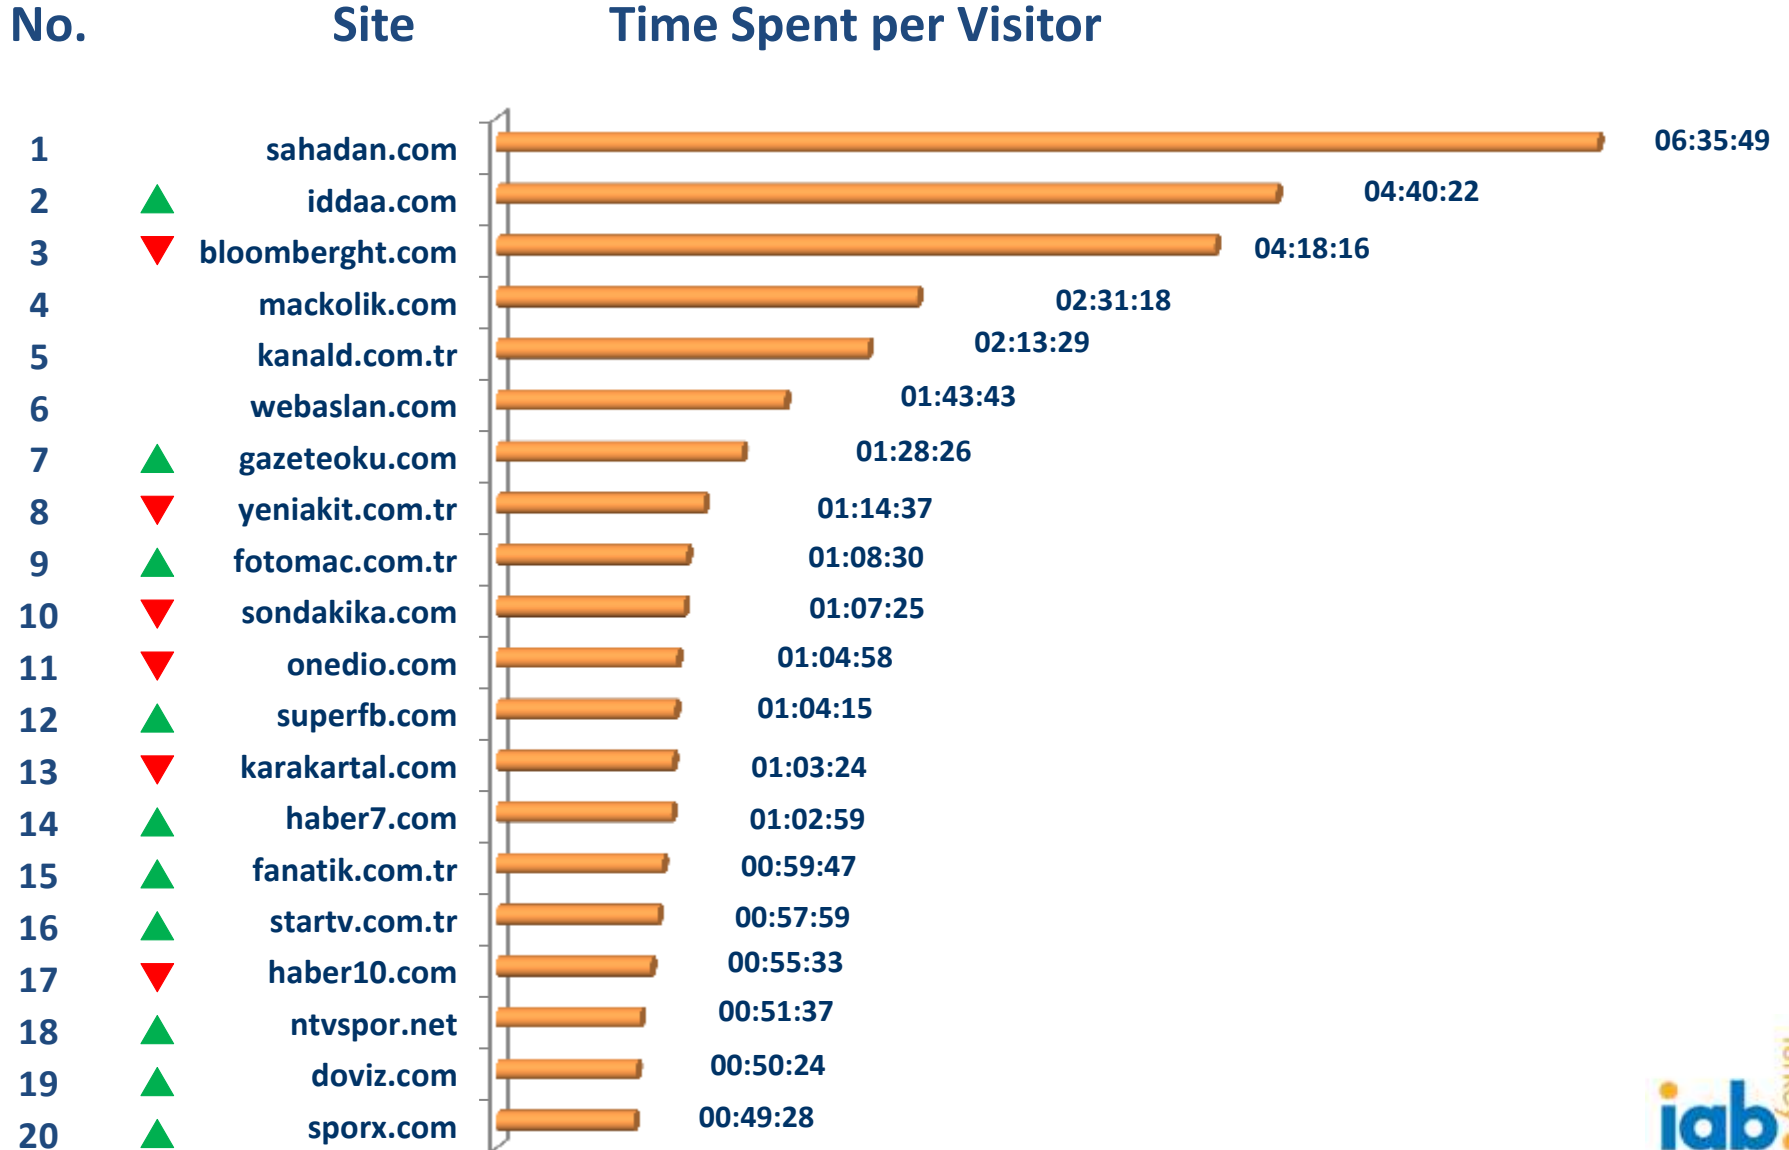 No. Site Time Spent per Visitor
1 sahadan.com 06:35:49
2 iddaa.com 04:40:22
3 bloomberght.com 04:18:16
4 mackolik.com 02:31:18
5 kanald.com.tr 02:13:29
6 webaslan.com 01:43:43
7 gazeteoku.com 01:28:26
8 yeniakit.com.tr 01:14:37
9 fotomac.com.tr 01:08:30
10 sondakika.com 01:07:25
11 onedio.com 01:04:58
12 superfb.com 01:04:15
13 karakartal.com 01:03:24
14 haber7.com 01:02:59
15 fanatik.com.tr 00:59:47
16 startv.com.tr 00:57:59
17 haber10.com 00:55:33
18 ntvspor.net 00:51:37
19 doviz.com 00:50:24
20 sporx.com 00:49:28
iab